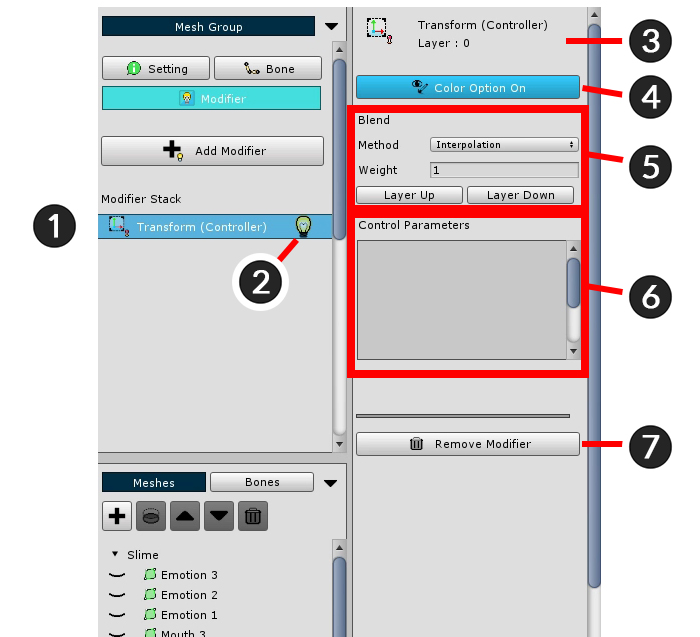 Mesh Group
Setting
Bone
Modifier
Add Modifier
Modifier Stack
1
Transform (Controller)
2
Meshes
Bones
Slime
Emotion 3
Emotion 2
Emotion 1
Mouth 3
Transform (Controller)
Layer : 0
3
Color Option On
4
Blend
Method
Interpolation
5
Weight
1
Layer Up
Layer Down
Control Parameters
6
Remove Modifier
7